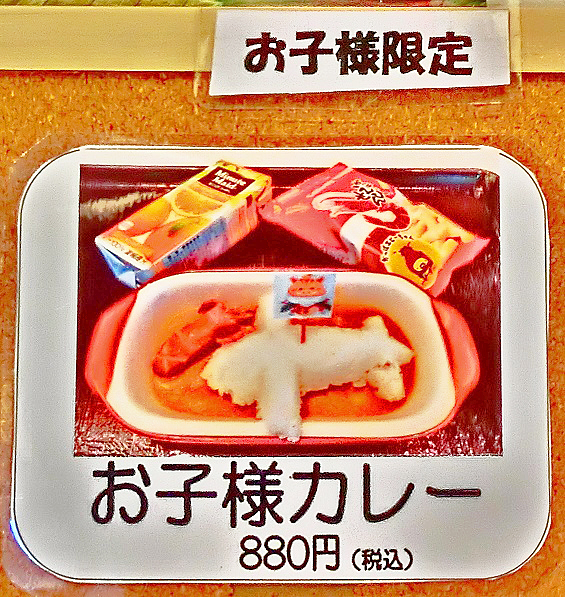 お子様限定
Minute
Maid
お子様カレー
880円(税込)